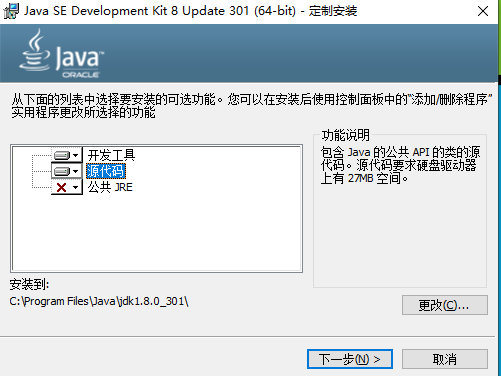 Java SE Development Kit 8 Update 301 (64-bit) - 定制安装
Java
ORACLE
从下面的列表中选择要安装的可选功能。您可以在安装后使用控制面板中的“添加/删除程序”
实用程序更改所选择的功能
开发工具
源代码
公共 JRE
功能说明
包含 Java 的公共 API 的类的源
代码。源代码要求硬盘驱动器
上有 27MB 空间。
安装到:
C:\Program Files\Java\jdk1.8.0_301\
更改(C)...
下一步(N) >
取消